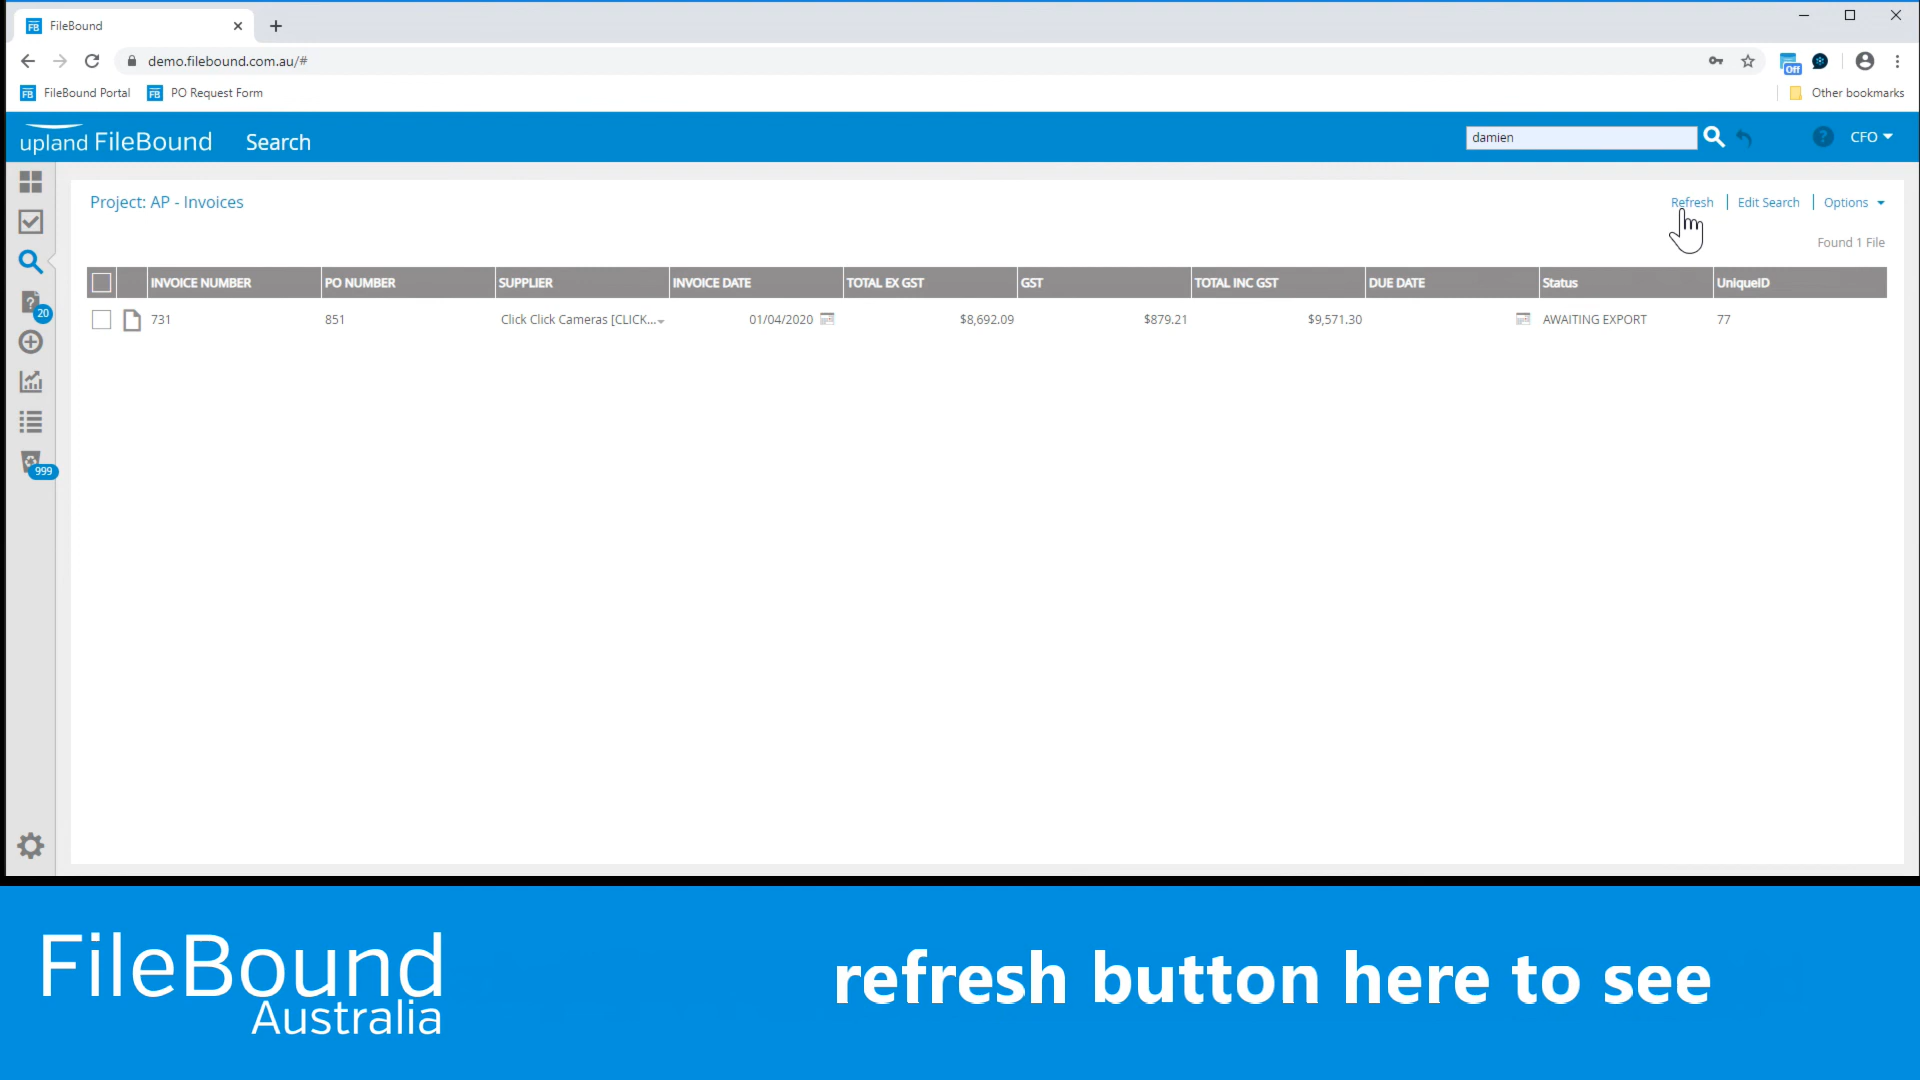 FileBound
demo.filebound.com.au/#
Off
FileBound Portal
PO Request Form
Other bookmarks
upland FileBound
Search
damien
?
CFO
Project: AP - Invoices
Refresh
Edit Search
Options
Found 1 File
INVOICE NUMBER PO NUMBER SUPPLIER INVOICE DATE TOTAL EX GST GST TOTAL INC GST DUE DATE Status UniqueID
731 851 Click Click Cameras [CLICK... 01/04/2020 $8,692.09 $879.21 $9,571.30 AWAITING EXPORT 77
20
999
FileBound
Australia
refresh button here to see